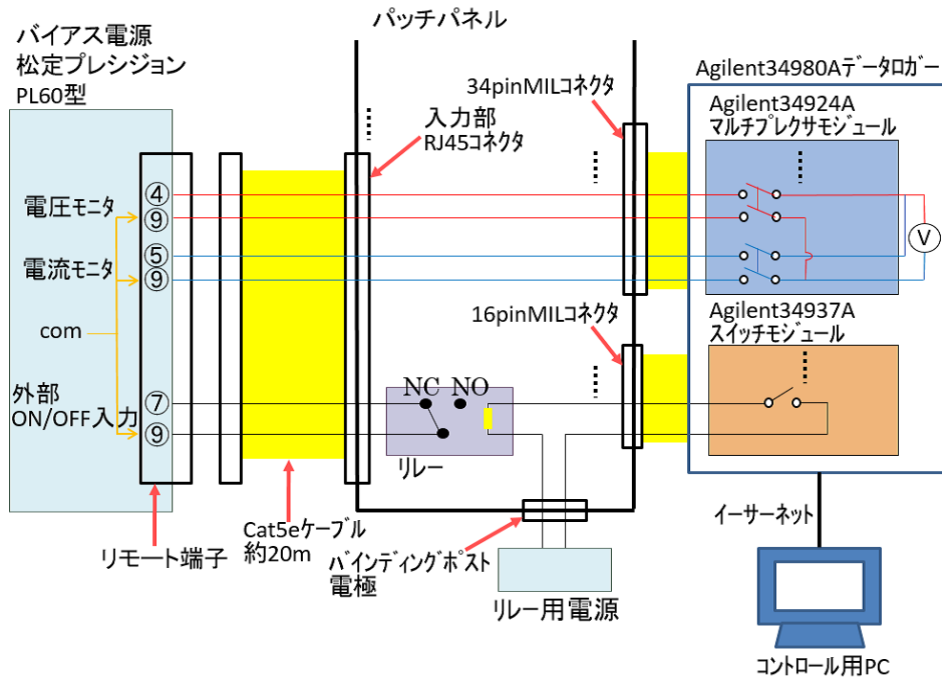 パッチパネル
バイアス電源
松定プレシジョン
PL60型
34pinMILコネクタ
Agilent34980Aデータロガー
入力部
RJ45コネクタ
Agilent34924A
マルチプレクサモジュール
電圧モニタ
④
⑨
電流モニタ
⑤
⑨
V
com
16pinMILコネクタ
Agilent34937A
スイッチモジュール
外部
ON/OFF入力
⑦
⑨
NC NO
リレー
リモート端子
Cat5eケーブル
約20m
バインディングポスト
電極
リレー用電源
イーサーネット
コントロール用PC